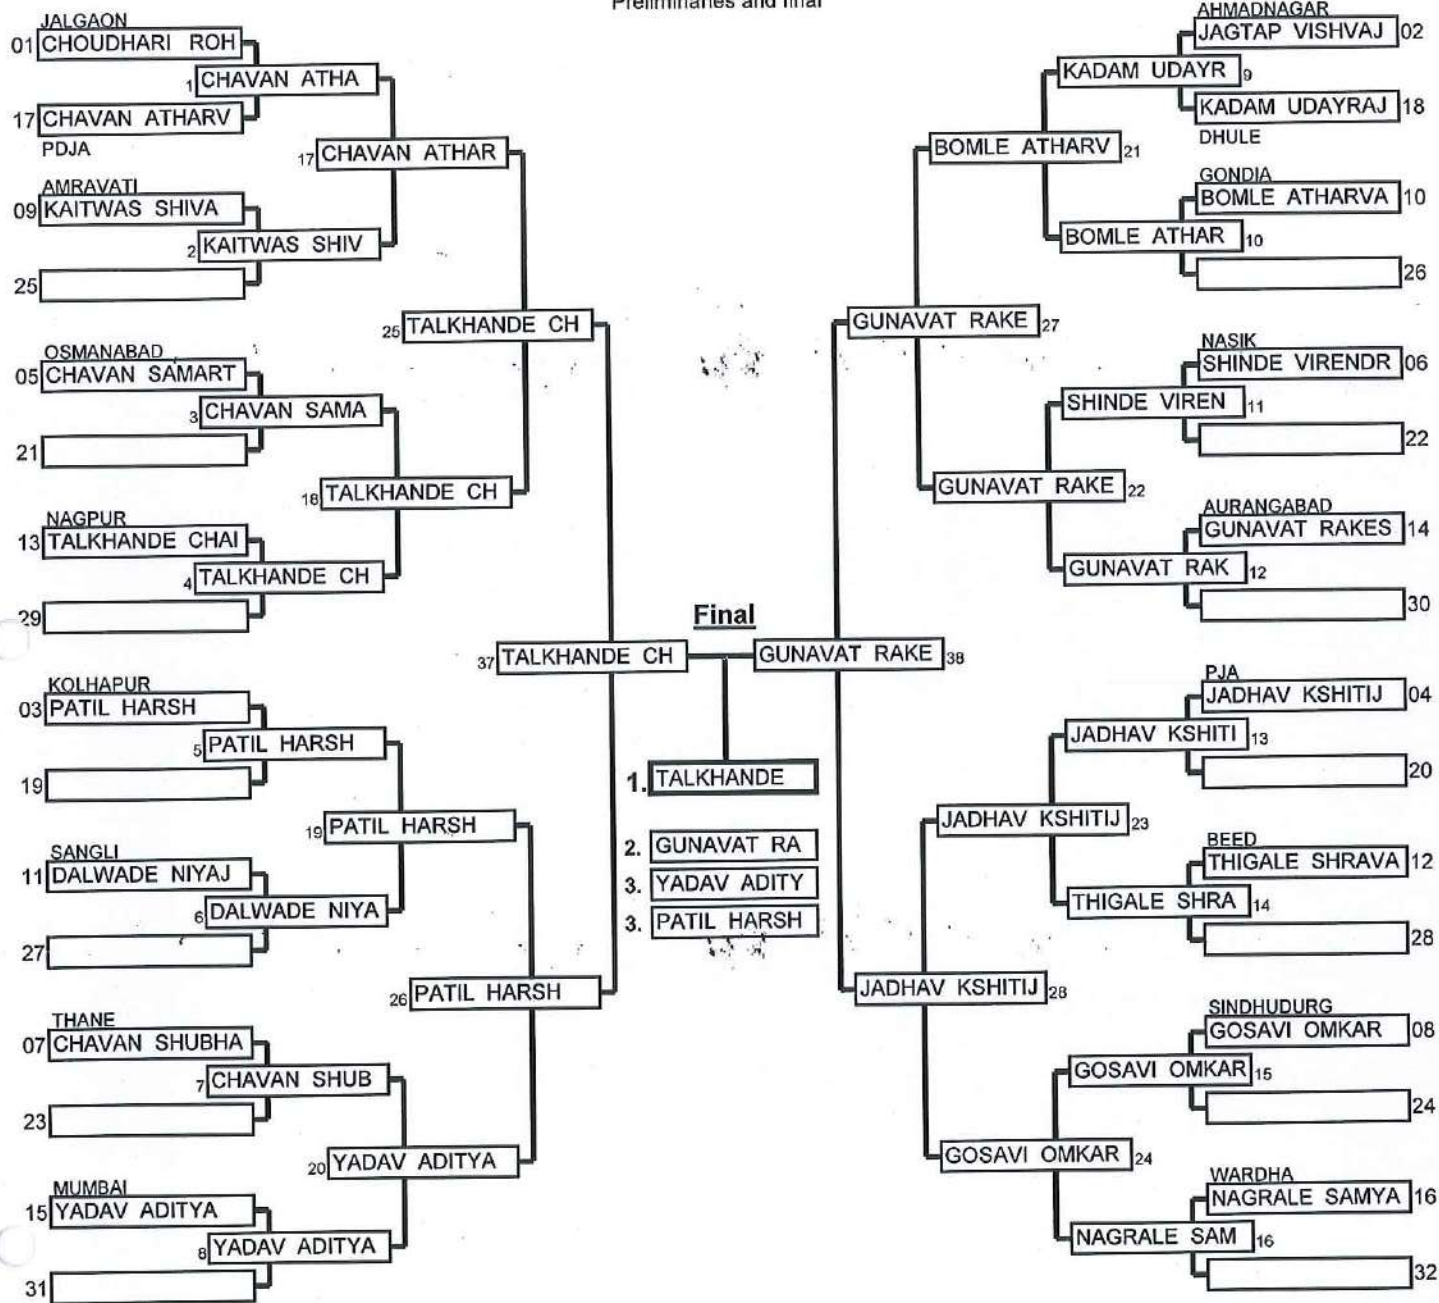 Preliminaries and final
JALGAON
01 CHOUDHARI ROH
1 CHAVAN ATHA
17 CHAVAN ATHARV
PDJA
17 CHAVAN ATHAR
AMRAVATI
09 KAITWAS SHIVA
2 KAITWAS SHIV
25
25 TALKHANDE CH
OSMANABAD
05 CHAVAN SAMART
3 CHAVAN SAMA
21
18 TALKHANDE CH
NAGPUR
13 TALKHANDE CHAI
4 TALKHANDE CH
29
37 TALKHANDE CH
KOLHAPUR
03 PATIL HARSH
5 PATIL HARSH
19
19 PATIL HARSH
SANGLI
11 DALWADE NIYAJ
6 DALWADE NIYA
27
26 PATIL HARSH
THANE
07 CHAVAN SHUBHA
7 CHAVAN SHUB
23
20 YADAV ADITYA
MUMBAI
15 YADAV ADITYA
8 YADAV ADITYA
31
Final
1. TALKHANDE
2. GUNAVAT RA
3. YADAV ADITY
3. PATIL HARSH
AHMADNAGAR
JAGTAP VISHVAJ 02
KADAM UDAYR 9
KADAM UDAYRAJ 18
DHULE
BOMLE ATHARV 21
GONDIA
BOMLE ATHARVA 10
BOMLE ATHAR 10
26
GUNAVAT RAKE 27
NASIK
SHINDE VIRENDR 06
SHINDE VIREN 11
22
GUNAVAT RAKE 22
AURANGABAD
GUNAVAT RAKES 14
GUNAVAT RAK 12
30
GUNAVAT RAKE 38
PJA
JADHAV KSHITIJ 04
JADHAV KSHITI 13
20
JADHAV KSHITIJ 23
BEED
THIGALE SHRAVA 12
THIGALE SHRA 14
28
JADHAV KSHITIJ 28
SINDHUDURG
GOSAVI OMKAR 08
GOSAVI OMKAR 15
24
GOSAVI OMKAR 24
WARDHA
NAGRALE SAMYA 16
NAGRALE SAM 16
32